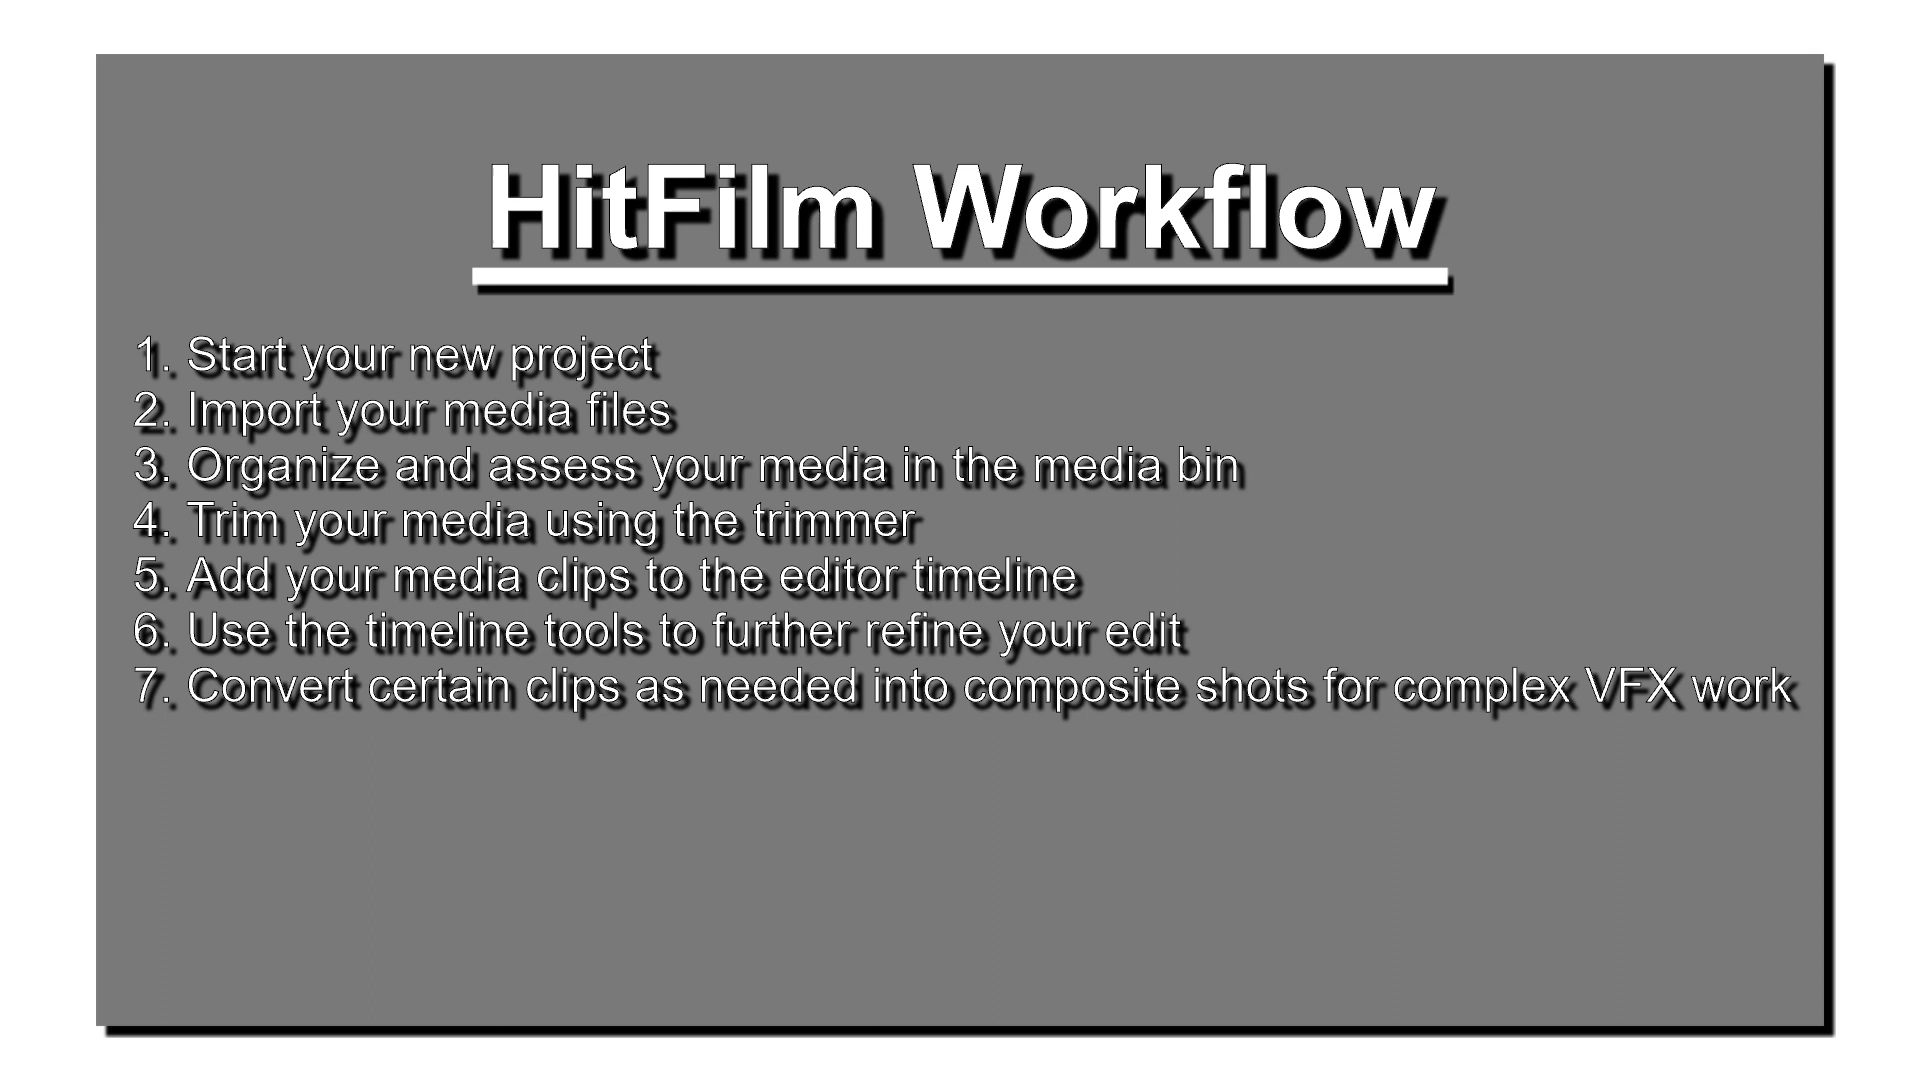 HitFilm Workflow
1. Start your new project
2. Import your media files
3. Organize and assess your media in the media bin
4. Trim your media using the trimmer
5. Add your media clips to the editor timeline
6. Use the timeline tools to further refine your edit
7. Convert certain clips as needed into composite shots for complex VFX work